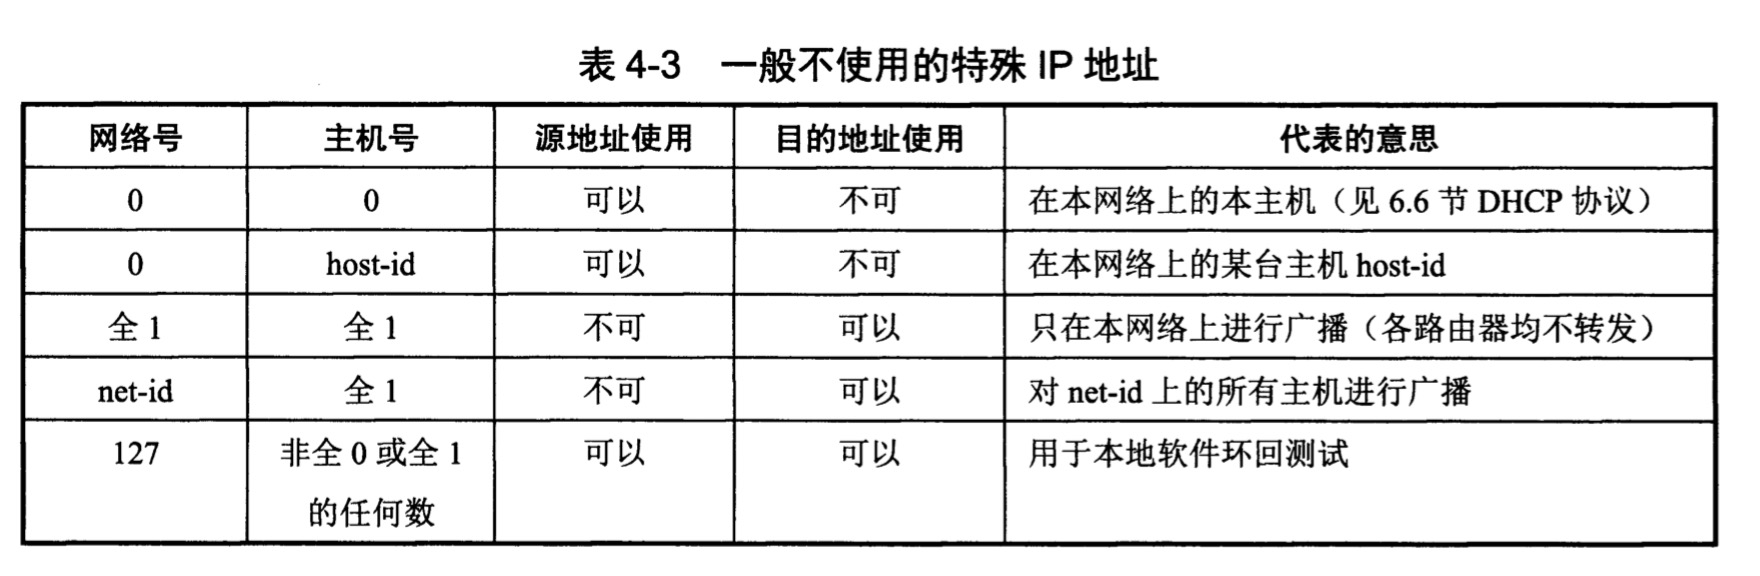 表 4-3 一般不使用的特殊 IP 地址
网络号 主机号 源地址使用 目的地址使用 代表的意思
0 0 可以 不可 在本网络上的本主机（见 6.6 节 DHCP 协议）
0 host-id 可以 不可 在本网络上的某台主机 host-id
全 1 全 1 不可 可以 只在本网络上进行广播（各路由器均不转发）
net-id 全 1 不可 可以 对 net-id 上的所有主机进行广播
127 非全 0 或全 1 可以 可以 用于本地软件环回测试
的任何数